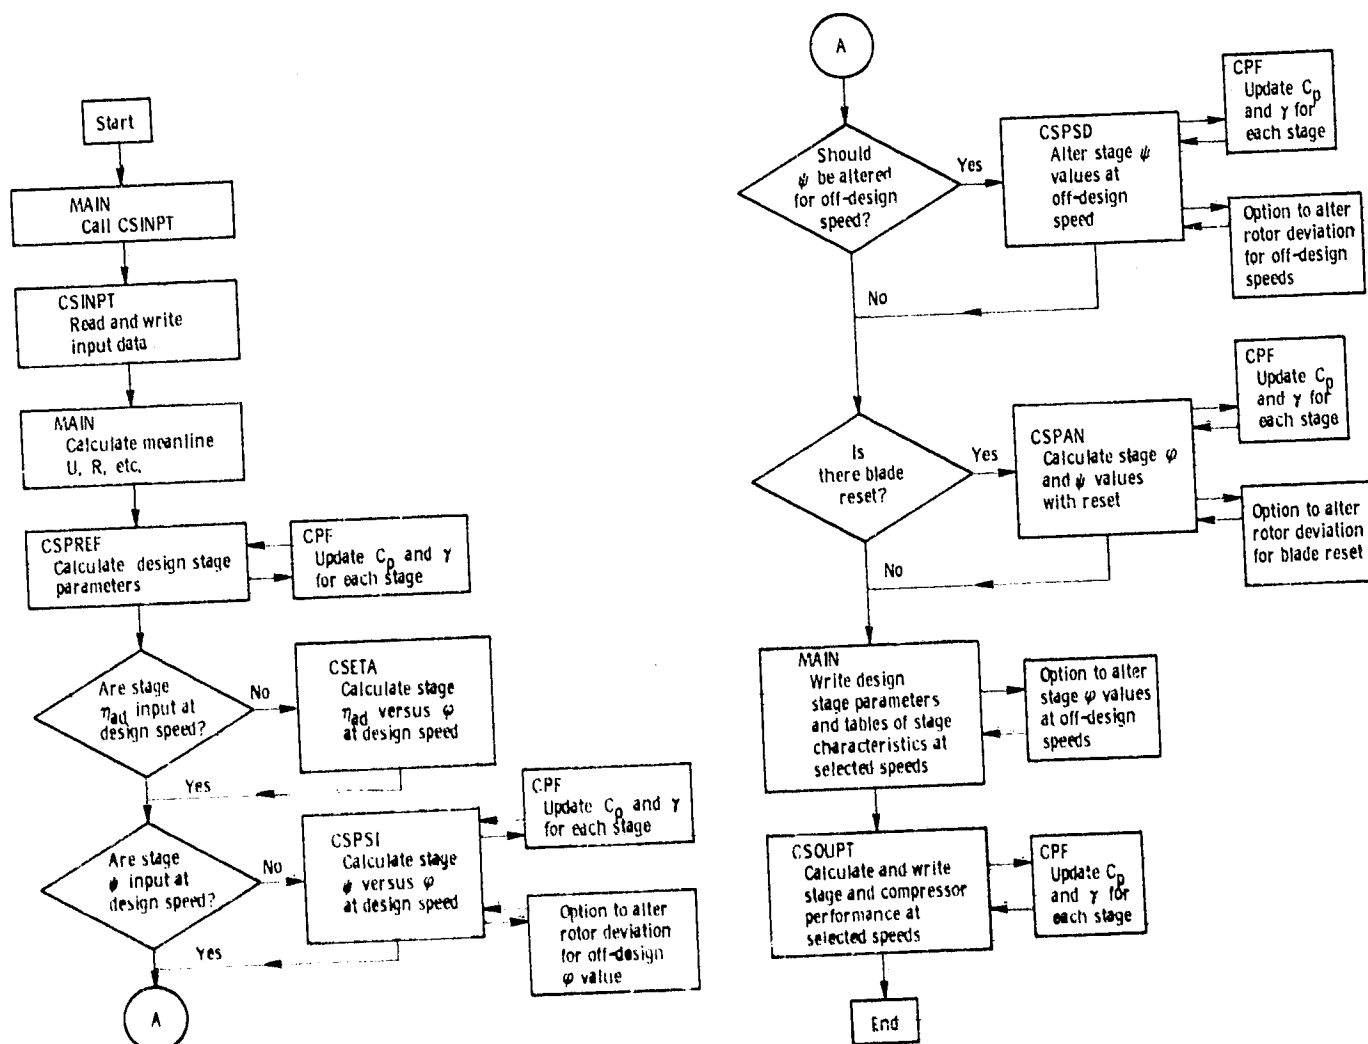 Start
MAIN
Call CSINPT
CSINPT
Read and write
input data
MAIN
Calculate meanline
U, R, etc.
CSPREF
Calculate design stage
parameters
CPF
Update Cp and γ
for each stage
Are stage
ηad input at
design speed?
No
CSETA
Calculate stage
ηad versus φ
at design speed
Yes
Are stage
ψ input at
design speed?
No
CSPSI
Calculate stage
ψ versus φ
at design speed
CPF
Update Cp and γ
for each stage
Option to alter
rotor deviation
for off-design
φ value
Yes
A
A
Should
ψ be altered
for off-design
speed?
Yes
CSPSD
Alter stage ψ
values at
off-design
speed
CPF
Update Cp
and γ for
each stage
Option to alter
rotor deviation
for off-design
speeds
No
Is
there blade
reset?
Yes
CSPAN
Calculate stage φ
and ψ values
with reset
CPF
Update Cp
and γ for
each stage
Option to alter
rotor deviation
for blade reset
No
MAIN
Write design
stage parameters
and tables of stage
characteristics at
selected speeds
Option to alter
stage φ values
at off-design
speeds
CSOUPT
Calculate and write
stage and compressor
performance at
selected speeds
CPF
Update Cp
and γ for
each stage
End